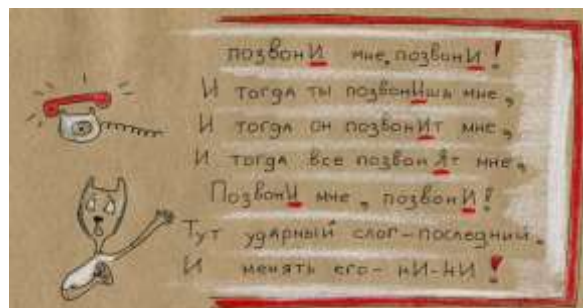 позвонИ мне, позвонИ!
И тогда ты позвонИшь мне,
И тогда он позвонИт мне,
И тогда все позвонЯт мне,
ПозвонИ мне, позвонИ!
Тут ударный слог-последний.
И менять его- нИ-нИ!